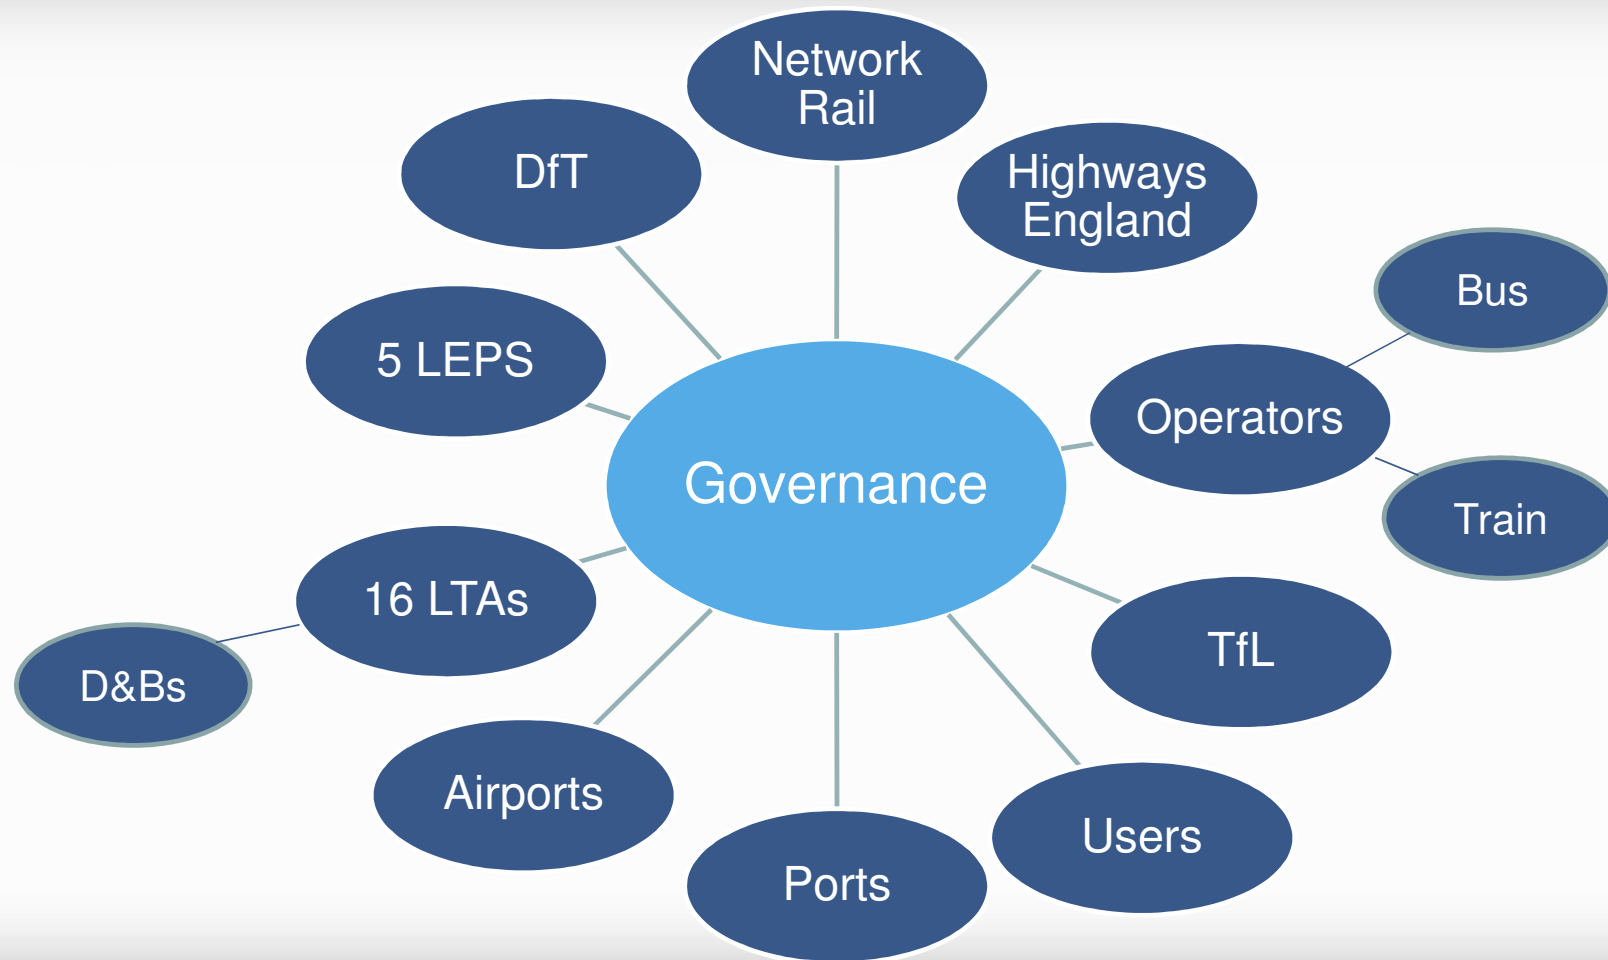 Network
Rail
DfT
Highways
England
Bus
5 LEPS
Operators
Governance
Train
16 LTAs
TfL
D&Bs
Airports
Users
Ports